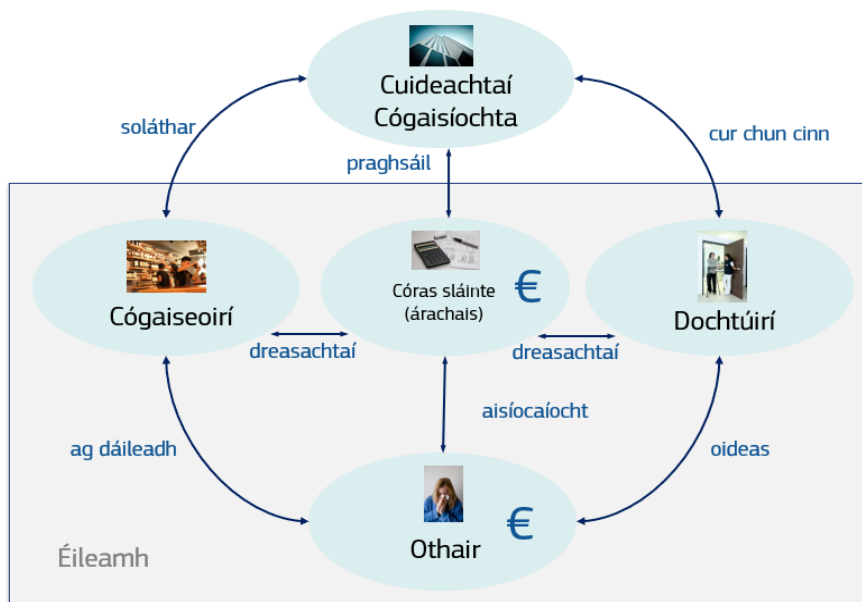 Cuideachtaí
Cógaisíochta
soláthar
cur chun cinn
praghsáil
Cógaiseoirí
Córas sláinte
(árachais)
€
Dochtúirí
dreasachtaí
dreasachtaí
aisíocaíocht
ag dáileadh
oideas
Othair
€
Éileamh